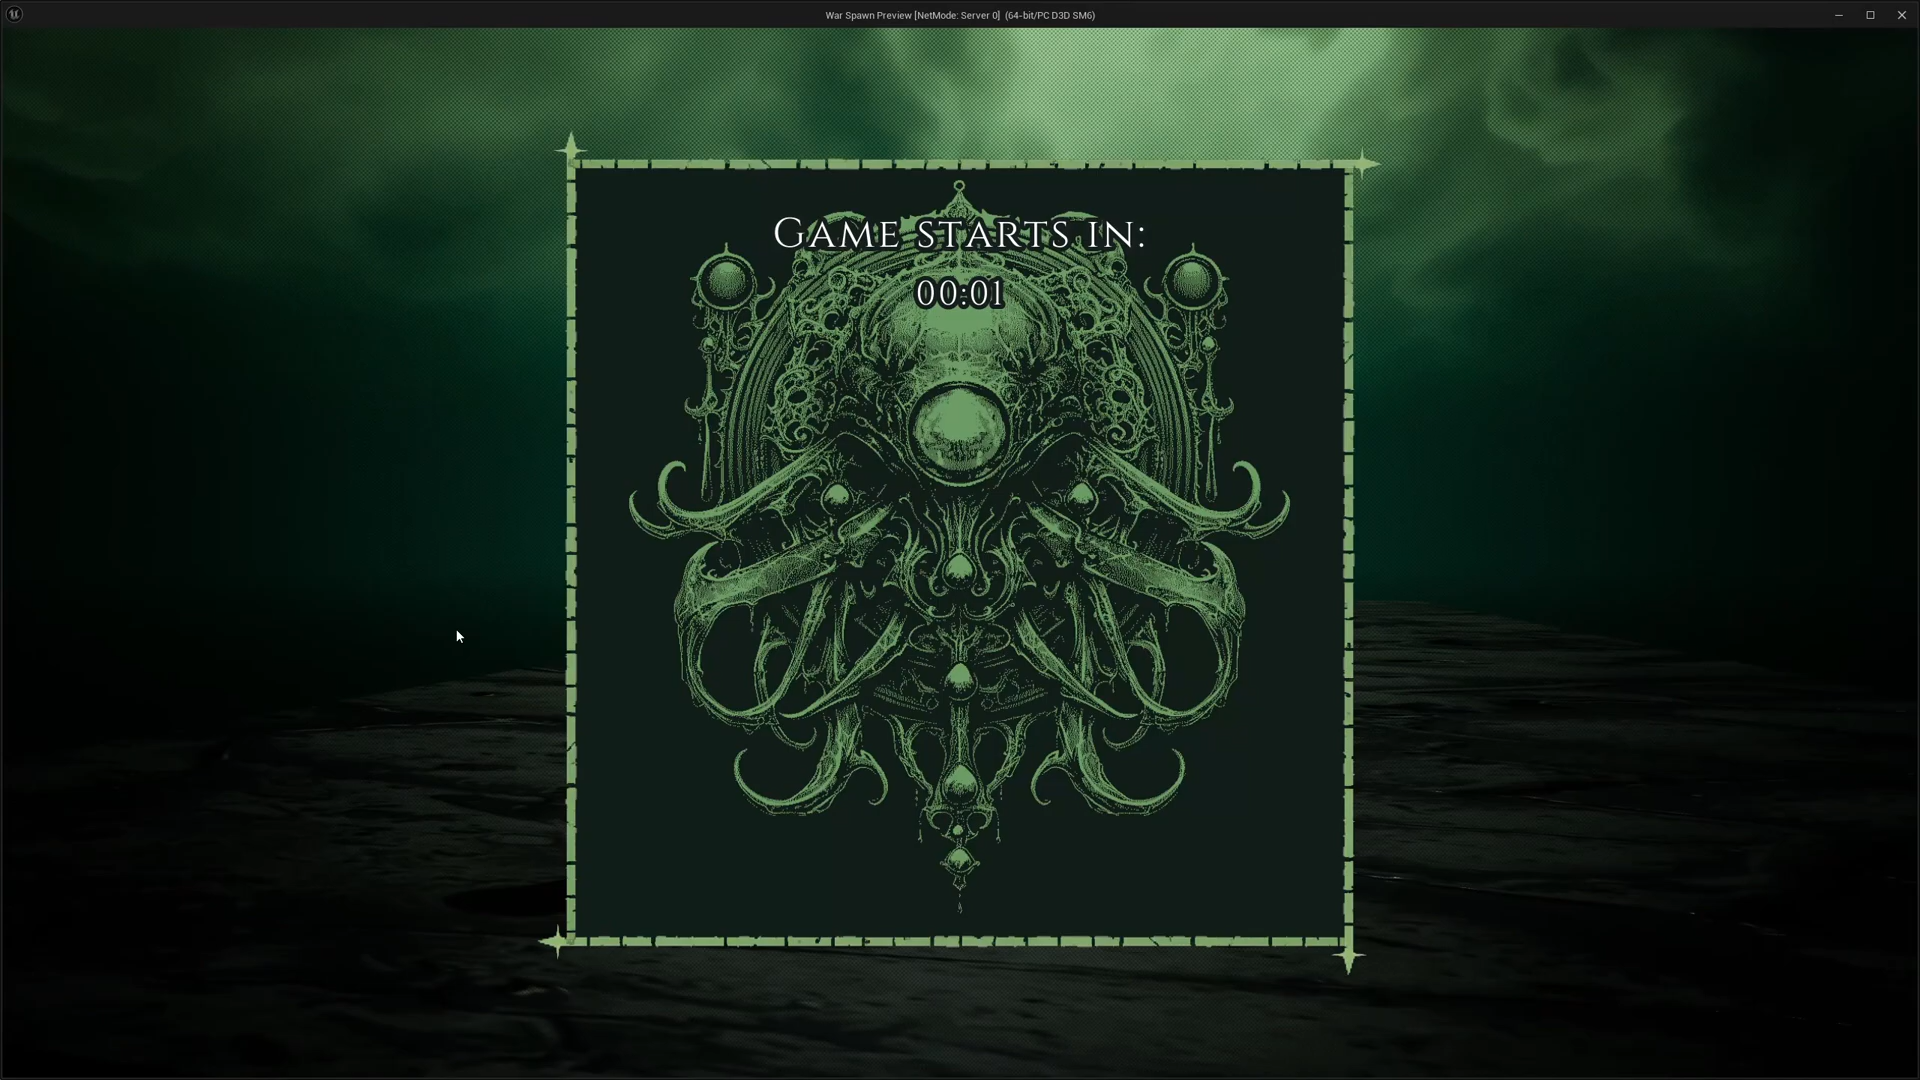 War Spawn Preview [NetMode: Server 0]  (64-bit/PC D3D SM6)
Game starts in:
00:01